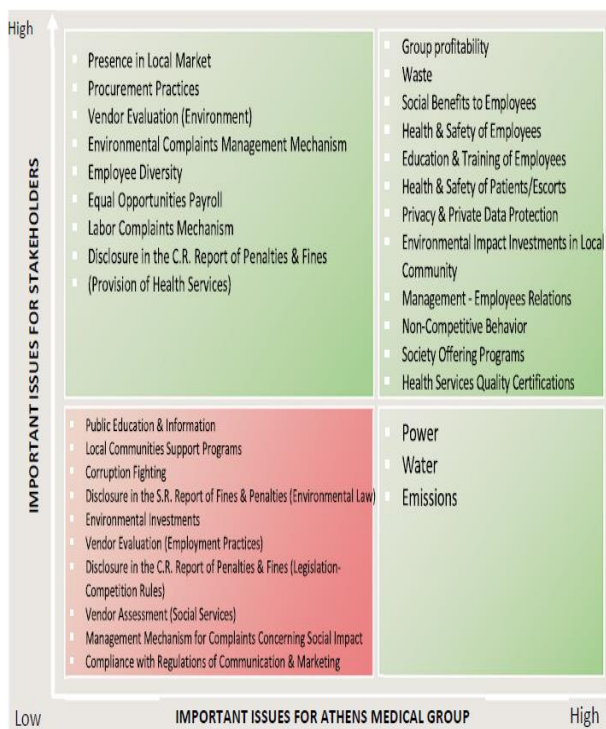 High
IMPORTANT ISSUES FOR STAKEHOLDERS
Presence in Local Market
Procurement Practices
Vendor Evaluation (Environment)
Environmental Complaints Management Mechanism
Employee Diversity
Equal Opportunities Payroll
Labor Complaints Mechanism
Disclosure in the C.R. Report of Penalties & Fines
(Provision of Health Services)
Group profitability
Waste
Social Benefits to Employees
Health & Safety of Employees
Education & Training of Employees
Health & Safety of Patients/Escorts
Privacy & Private Data Protection
Environmental Impact Investments in Local
Community
Management - Employees Relations
Non-Competitive Behavior
Society Offering Programs
Health Services Quality Certifications
Public Education & Information
Local Communities Support Programs
Corruption Fighting
Disclosure in the S.R. Report of Fines & Penalties (Environmental Law)
Environmental Investments
Vendor Evaluation (Employment Practices)
Disclosure in the C.R. Report of Penalties & Fines (Legislation-
Competition Rules)
Vendor Assessment (Social Services)
Management Mechanism for Complaints Concerning Social Impact
Compliance with Regulations of Communication & Marketing
Power
Water
Emissions
Low
IMPORTANT ISSUES FOR ATHENS MEDICAL GROUP
High